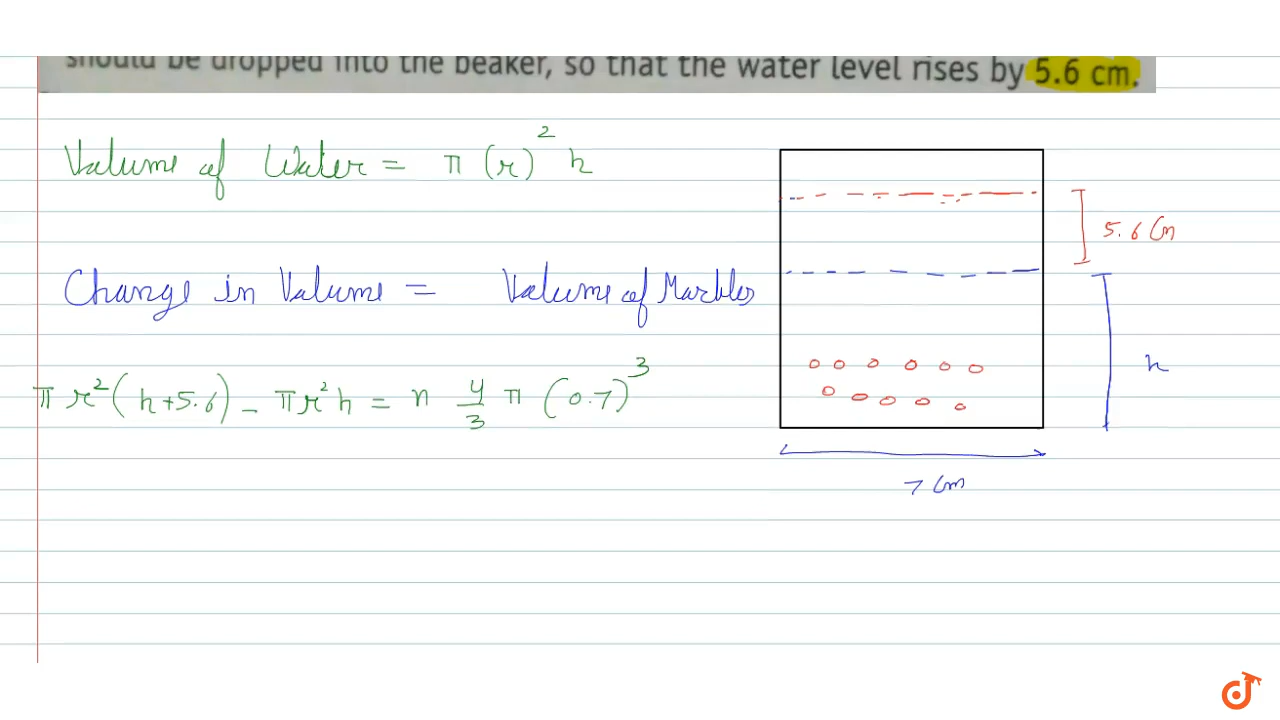 should be dropped into the beaker, so that the water level rises by 5.6 cm.
Volume of Water = π (r)² h
Change in Volume = Volume of Marbles
πr²(h+5.6) - πr²h = n 4/3 π (0.7)³
5.6 Cm
h
7 Cm